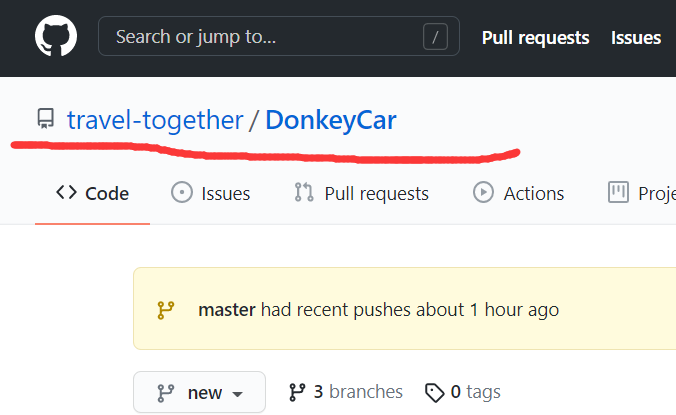 Search or jump to... / Pull requests Issues
travel-together / DonkeyCar
Code Issues Pull requests Actions Proje
master had recent pushes about 1 hour ago
new 3 branches 0 tags